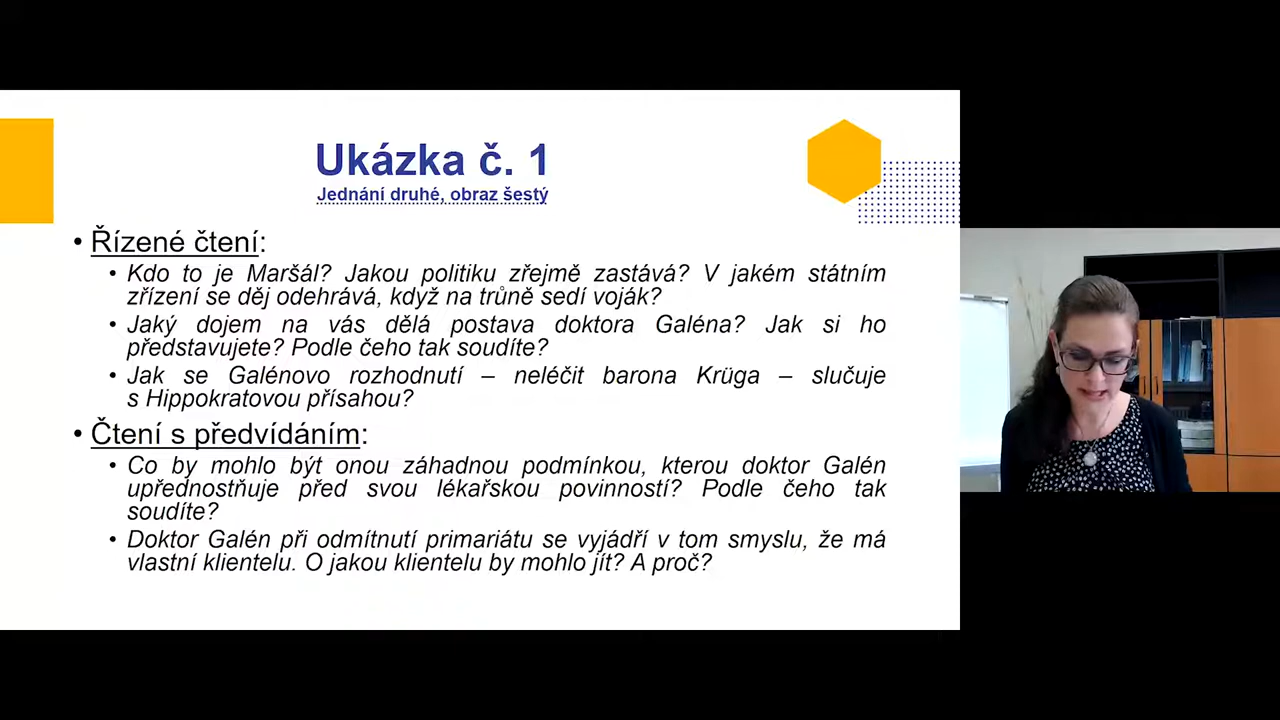 Ukázka č. 1
Jednání druhé, obraz šestý
• Řízené čtení:
• Kdo to je Maršál? Jakou politiku zřejmě zastává? V jakém státním
zřízení se děj odehrává, když na trůně sedí voják?
• Jaký dojem na vás dělá postava doktora Galéna? Jak si ho
představujete? Podle čeho tak soudíte?
• Jak se Galénovo rozhodnutí – neléčit barona Krüga – slučuje
s Hippokratovou přísahou?
• Čtení s předvídáním:
• Co by mohlo být onou záhadnou podmínkou, kterou doktor Galén
upřednostňuje před svou lékařskou povinností? Podle čeho tak
soudíte?
• Doktor Galén při odmítnutí primariátu se vyjádří v tom smyslu, že má
vlastní klientelu. O jakou klientelu by mohlo jít? A proč?